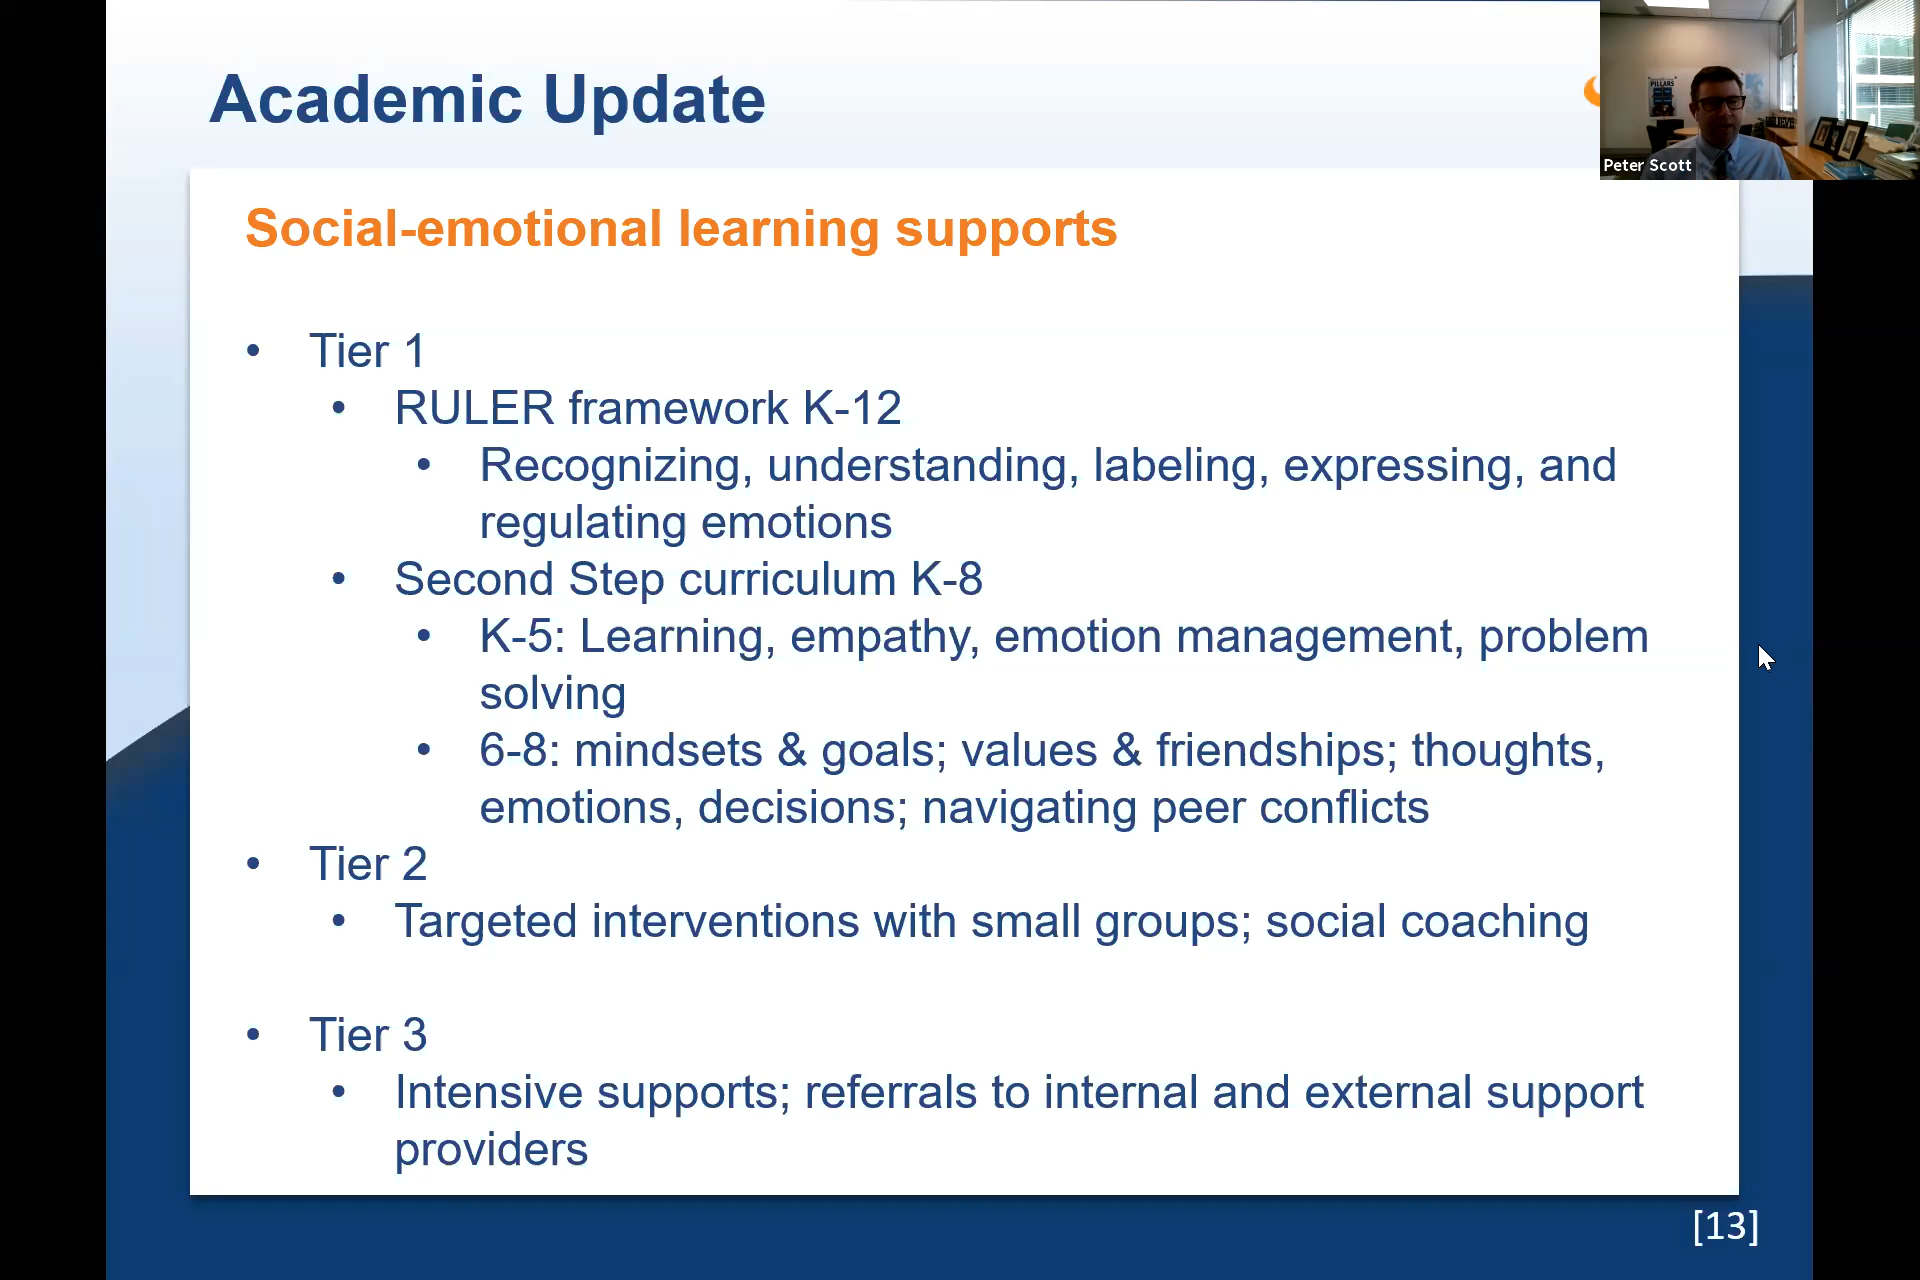 Academic Update
PILLARS
Peter Scott
Social-emotional learning supports
• Tier 1
• RULER framework K-12
• Recognizing, understanding, labeling, expressing, and
regulating emotions
• Second Step curriculum K-8
• K-5: Learning, empathy, emotion management, problem
solving
• 6-8: mindsets & goals; values & friendships; thoughts,
emotions, decisions; navigating peer conflicts
• Tier 2
• Targeted interventions with small groups; social coaching
• Tier 3
• Intensive supports; referrals to internal and external support
providers
[13]